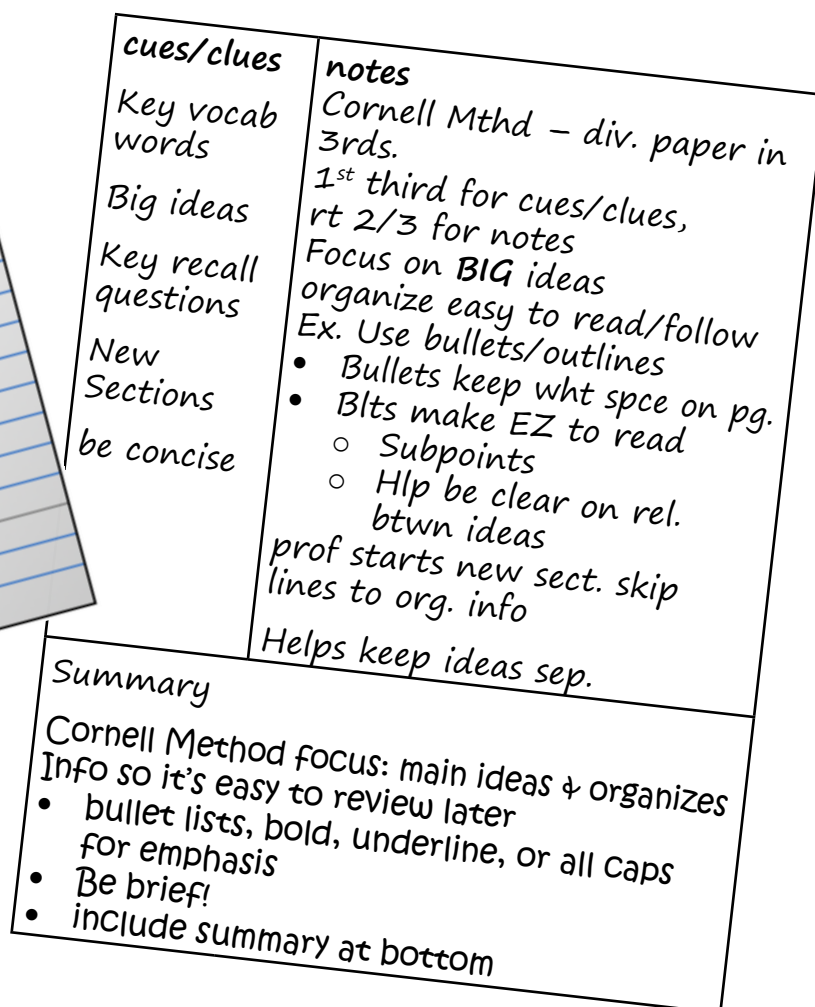 cues/clues
Key vocab
words
Big ideas
Key recall
questions
New
Sections
be concise
notes
Cornell Mthd – div. paper in
3rds.
1st third for cues/clues,
rt 2/3 for notes
Focus on BIG ideas
organize easy to read/follow
Ex. Use bullets/outlines
• Bullets keep wht spce on pg.
• Blts make EZ to read
○ Subpoints
○ Hlp be clear on rel.
btwn ideas
prof starts new sect. skip
lines to org. info
Helps keep ideas sep.
Summary
Cornell Method focus: main ideas & organizes
Info so it's easy to review later
• bullet lists, bold, underline, or all caps
for emphasis
• Be brief!
• include summary at bottom